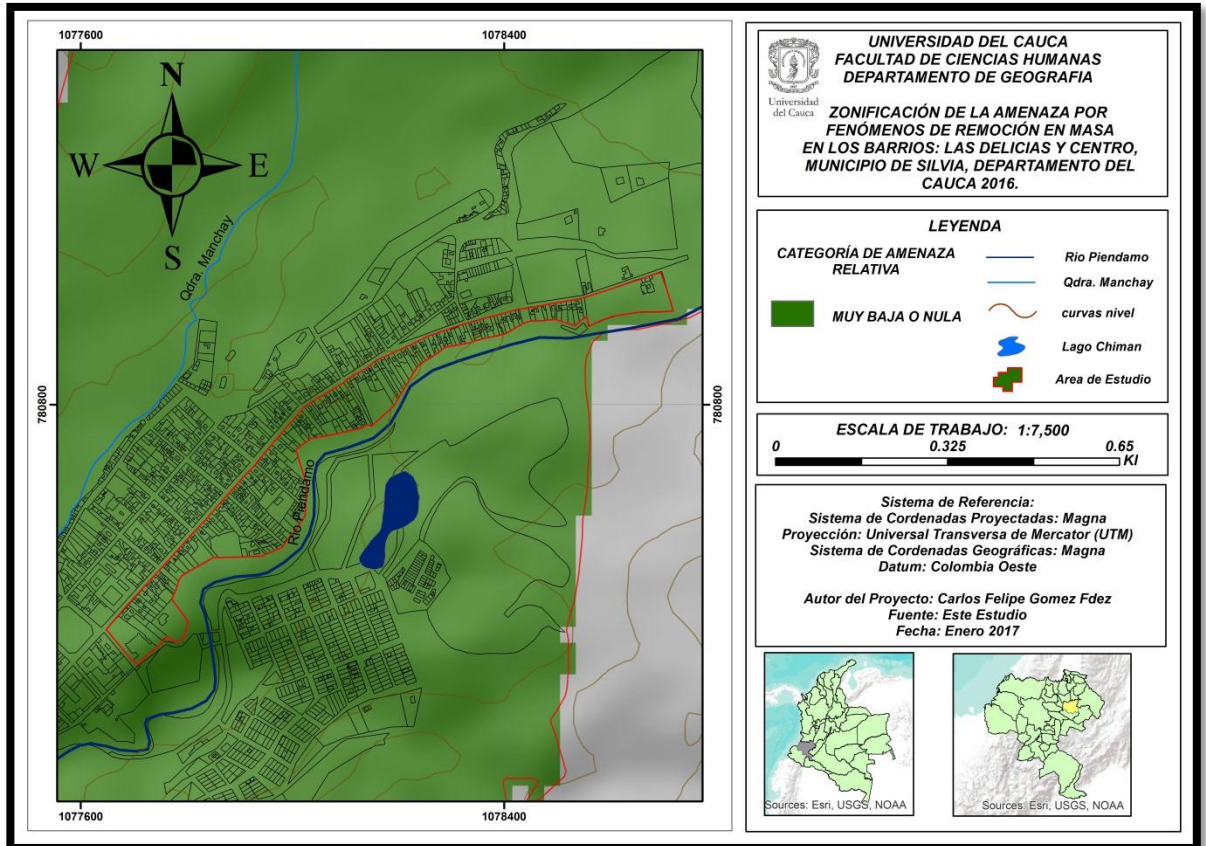 1077600
1078400
N
W
E
S
Qdra. Manchay
780800
780800
Rio Piendamo
1077600
1078400
Universidad
del Cauca
UNIVERSIDAD DEL CAUCA
FACULTAD DE CIENCIAS HUMANAS
DEPARTAMENTO DE GEOGRAFIA
ZONIFICACIÓN DE LA AMENAZA POR
FENÓMENOS DE REMOCIÓN EN MASA
EN LOS BARRIOS: LAS DELICIAS Y CENTRO,
MUNICIPIO DE SILVIA, DEPARTAMENTO DEL
CAUCA 2016.
LEYENDA
CATEGORÍA DE AMENAZA
RELATIVA
MUY BAJA O NULA
Rio Piendamo
Qdra. Manchay
curvas nivel
Lago Chiman
Area de Estudio
ESCALA DE TRABAJO: 1:7,500
0 0.325 0.65
Kl
Sistema de Referencia:
Sistema de Cordenadas Proyectadas: Magna
Proyección: Universal Transversa de Mercator (UTM)
Sistema de Cordenadas Geográficas: Magna
Datum: Colombia Oeste
Autor del Proyecto: Carlos Felipe Gomez Fdez
Fuente: Este Estudio
Fecha: Enero 2017
Sources: Esri, USGS, NOAA
Sources: Esri, USGS, NOAA